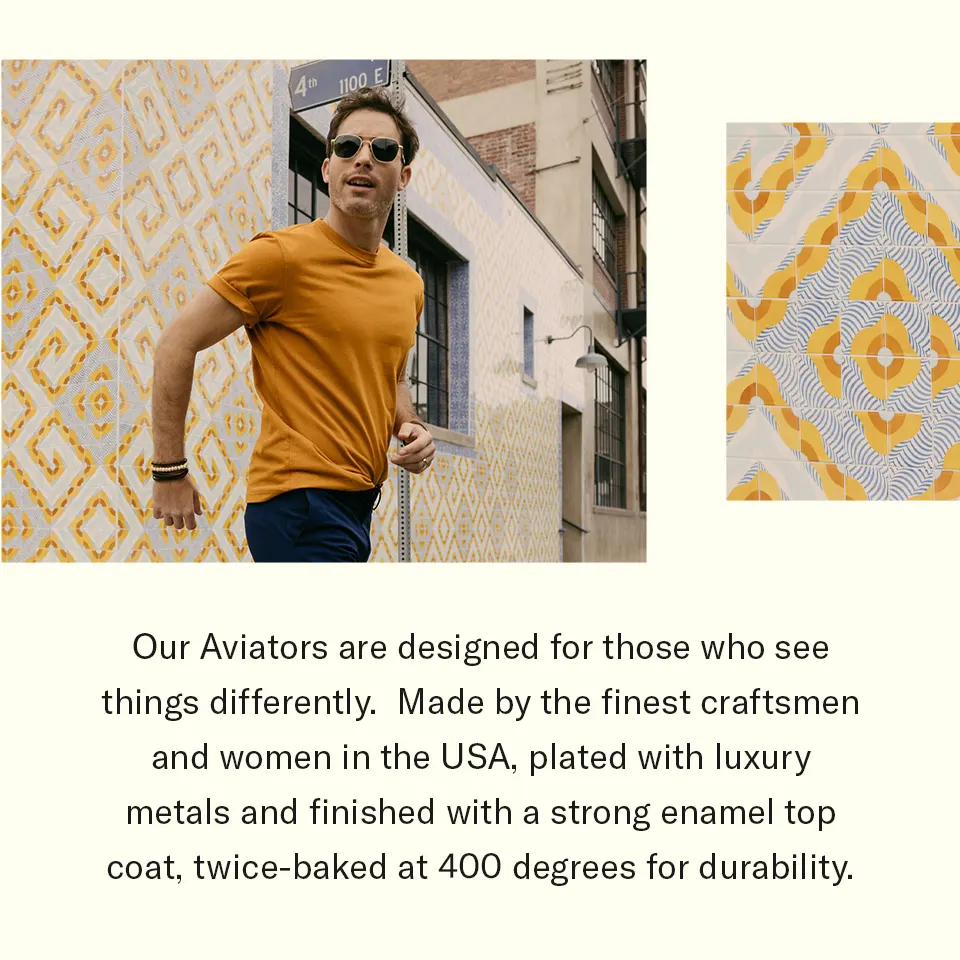 4th 1100 E
Our Aviators are designed for those who see
things differently.  Made by the finest craftsmen
and women in the USA, plated with luxury
metals and finished with a strong enamel top
coat, twice-baked at 400 degrees for durability.